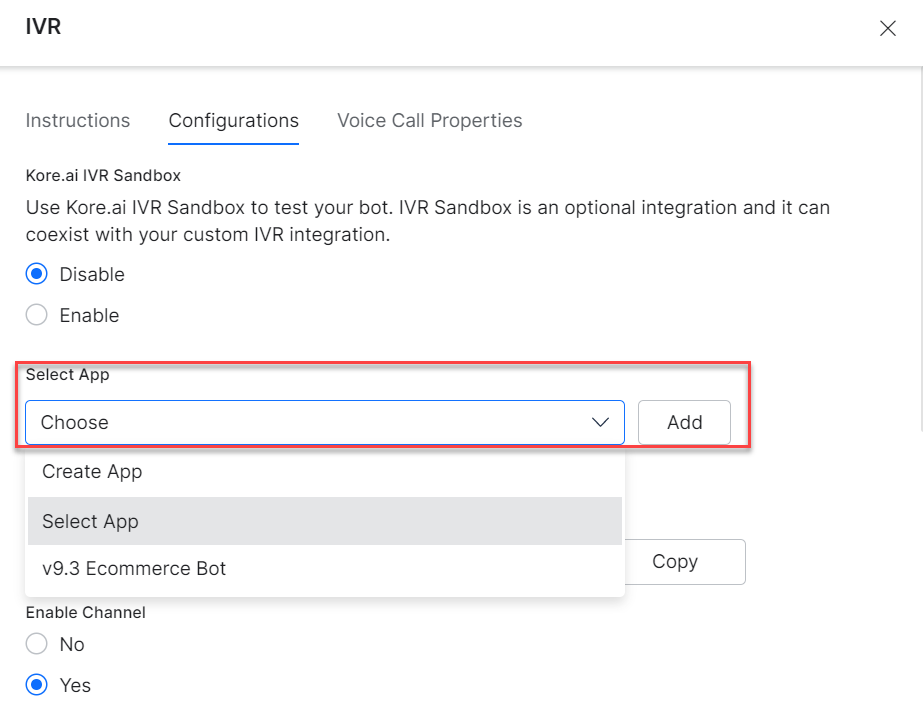 IVR
Instructions Configurations Voice Call Properties
Kore.ai IVR Sandbox
Use Kore.ai IVR Sandbox to test your bot. IVR Sandbox is an optional integration and it can
coexist with your custom IVR integration.
Disable
Enable
Select App
Choose Add
Create App
Select App
v9.3 Ecommerce Bot
Copy
Enable Channel
No
Yes